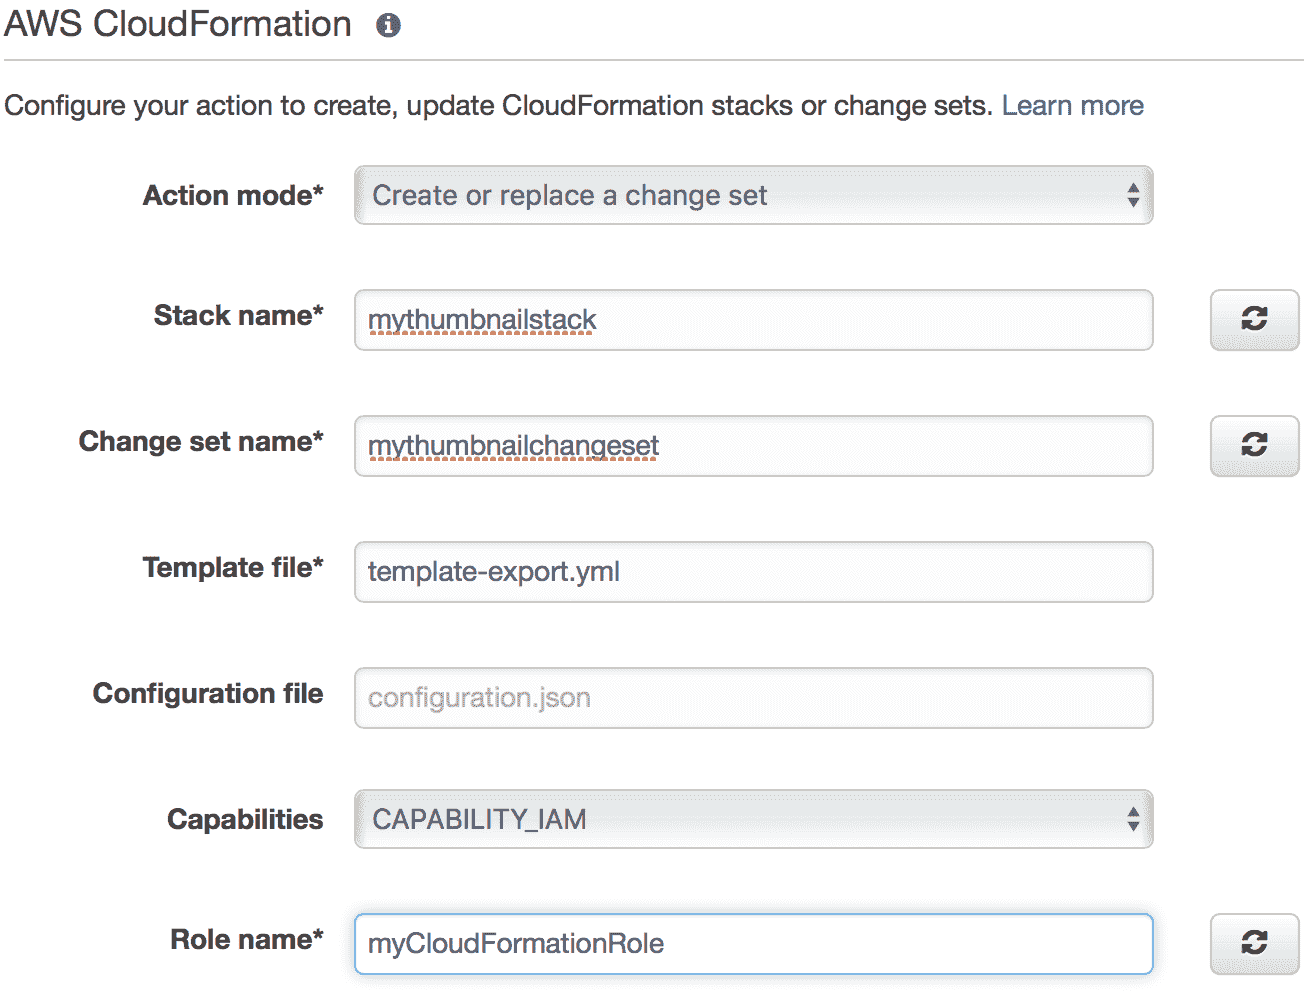 AWS CloudFormation
Configure your action to create, update CloudFormation stacks or change sets. Learn more
Action mode* Create or replace a change set
Stack name* mythumbnailstack
Change set name* mythumbnailchangeset
Template file* template-export.yml
Configuration file configuration.json
Capabilities CAPABILITY_IAM
Role name* myCloudFormationRole